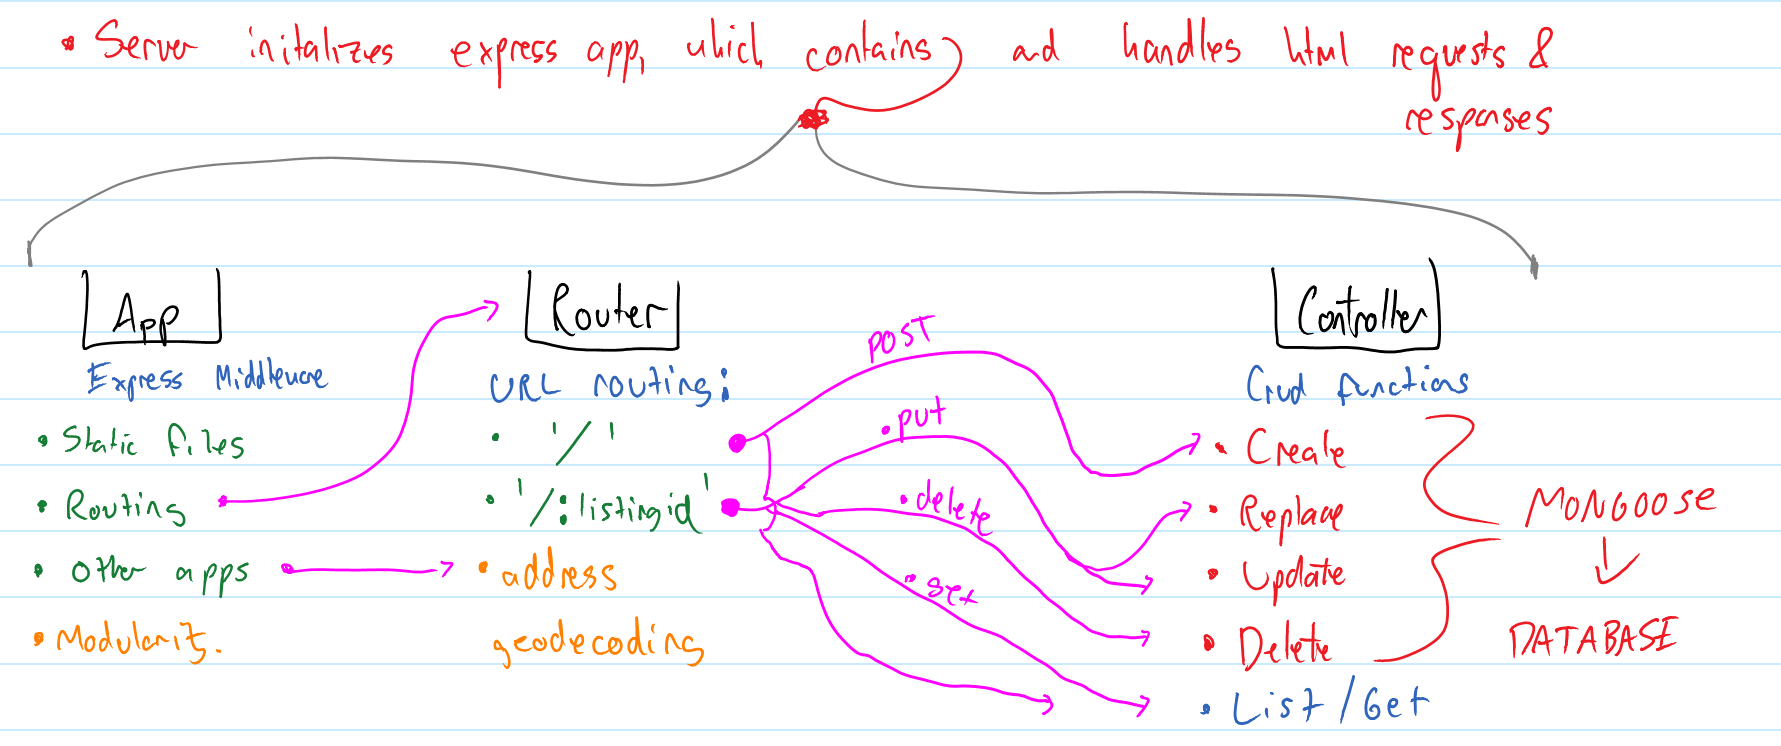 • Server initalizes express app, which contains and handles html requests &
responses
App
Express Middleware
• Static files
• Routing
• Other apps
• Modularity.
Router
URL routing:
• '/'
• '/:listingid'
• address
geodecoding
post
• put
• delete
• get
Controller
Crud functions
• Create
• Replace
• Update
• Delete
• List/Get
MONGOOSE
DATABASE